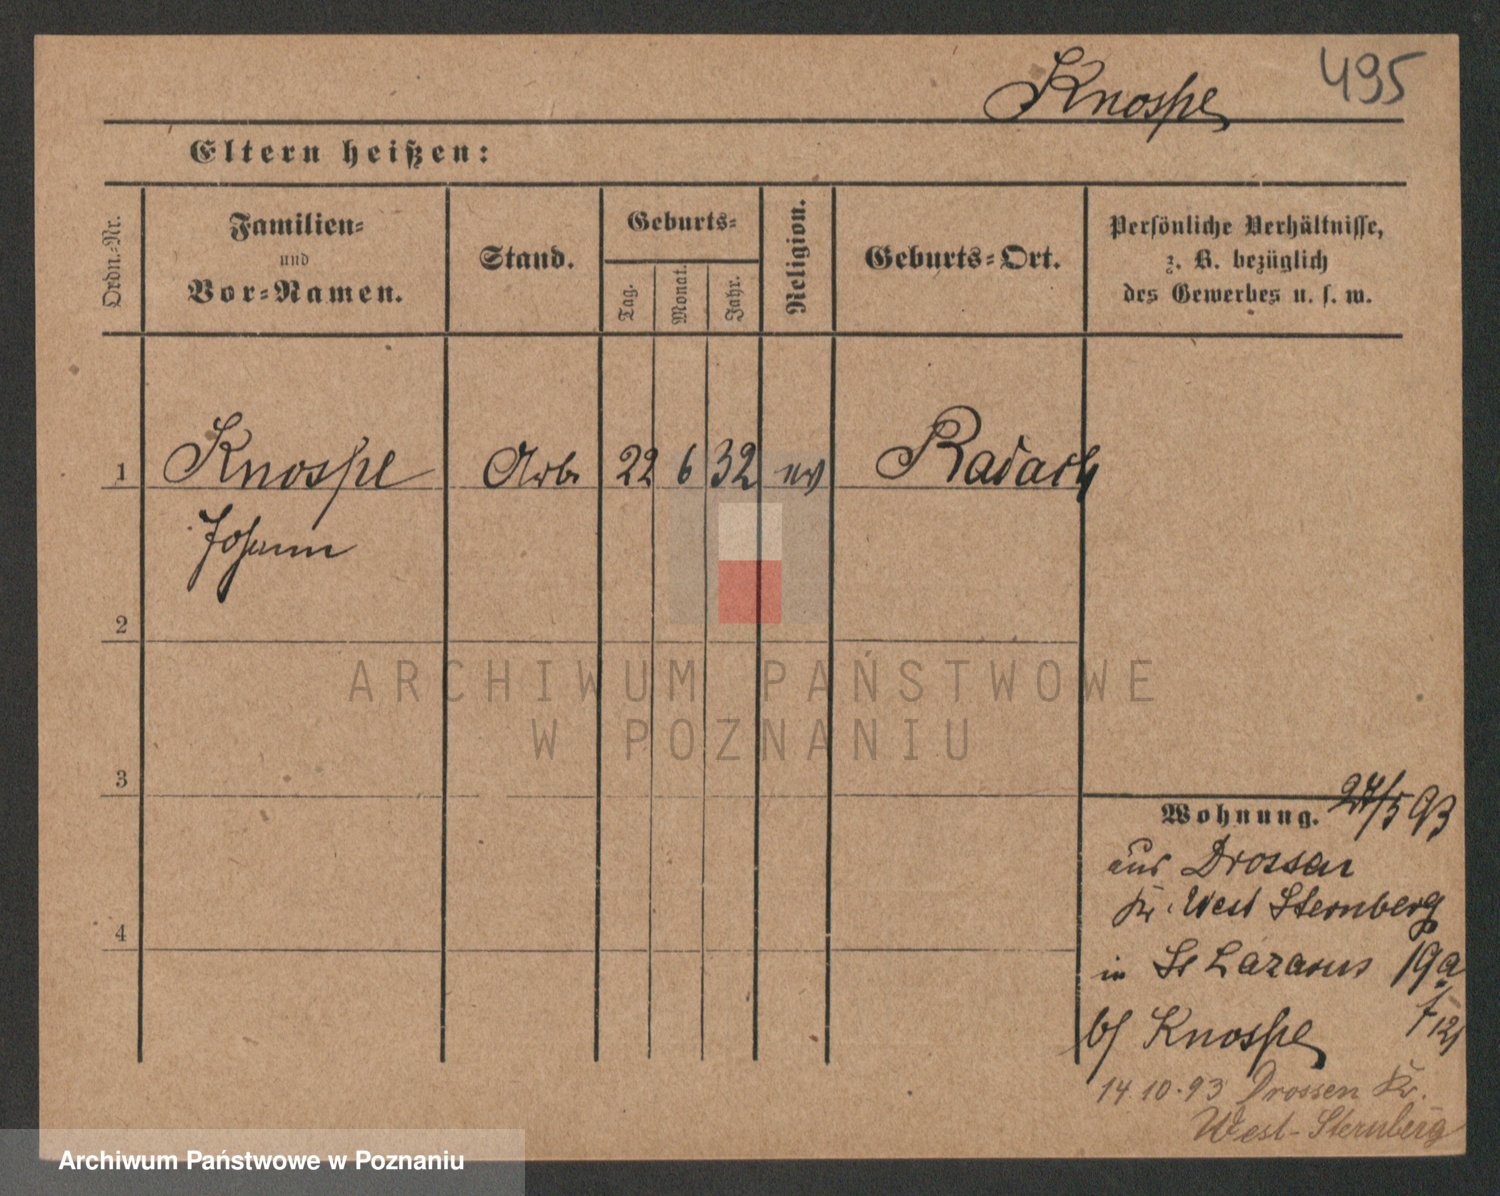 Knospe 495
Eltern heißen:
Ordn.-Nr.
Familien-
und
Vor-Namen.
Stand.
Geburts-
Tag.
Monat.
Jahr.
Religion.
Geburts-Ort.
Persönliche Verhältnisse,
z. B. bezüglich
des Gewerbes u. s. w.
1 Knospe Arb 22 6 32 ev Radach
Johann
2
3
4
ARCHIWUM PAŃSTWOWE
W POZNANIU
Wohnung. 27/5 93
aus Drossen
Kr. West Sternberg
in St Lazarus 19a
b/ Knospe
14.10.93 Drossen Kr.
West-Sternberg
Archiwum Państwowe w Poznaniu